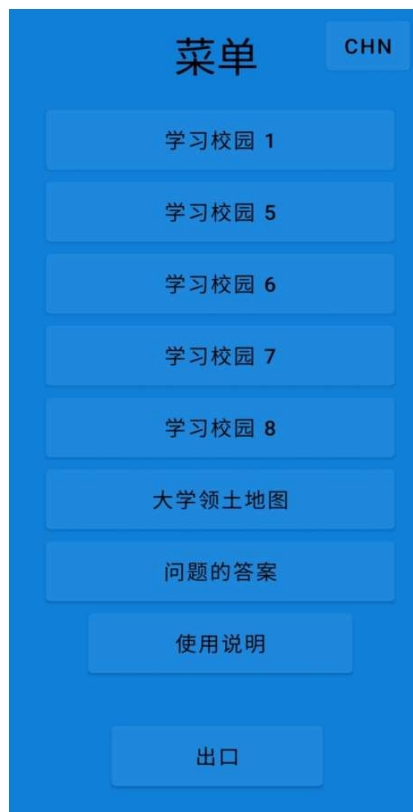 菜单
CHN
学习校园 1
学习校园 5
学习校园 6
学习校园 7
学习校园 8
大学领土地图
问题的答案
使用说明
出口